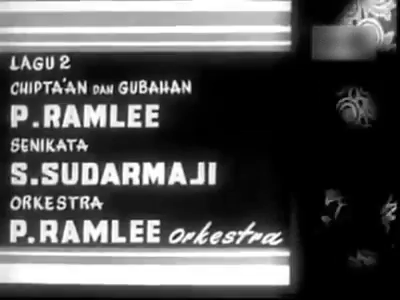 LAGU 2
CHIPTA'AN DAN GUBAHAN
P. RAMLEE
SENIKATA
S. SUDARMAJI
ORKESTRA
P. RAMLEE orkestra